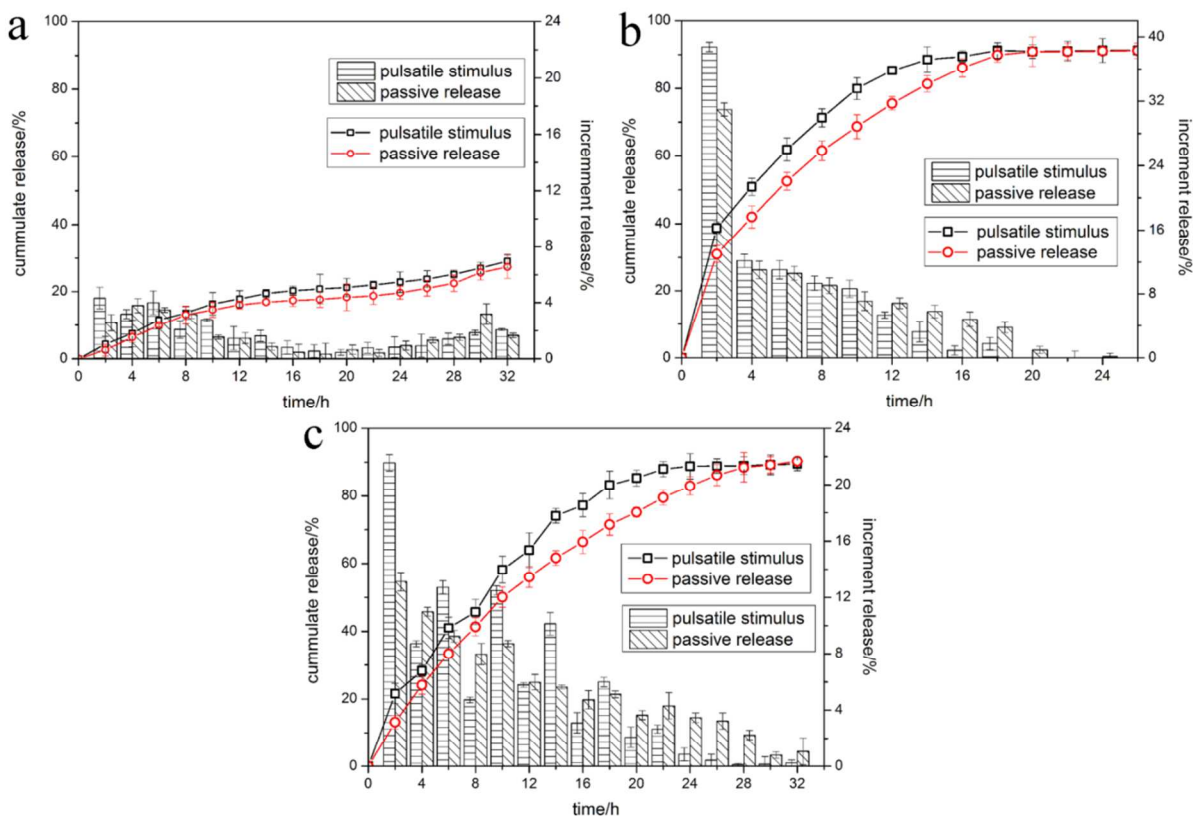 a
100
80
60
40
20
0
cummulate release/%
24
20
16
12
8
4
0
incremment release/%
pulsatile stimulus
passive release
pulsatile stimulus
passive release
0 4 8 12 16 20 24 28 32
time/h
b
100
80
60
40
20
0
cummulate release/%
40
32
24
16
8
0
increment release/%
pulsatile stimulus
passive release
pulsatile stimulus
passive release
0 4 8 12 16 20 24
time/h
c
100
80
60
40
20
0
cummulate release/%
24
20
16
12
8
4
0
increment release/%
pulsatile stimulus
passive release
pulsatile stimulus
passive release
0 4 8 12 16 20 24 28 32
time/h